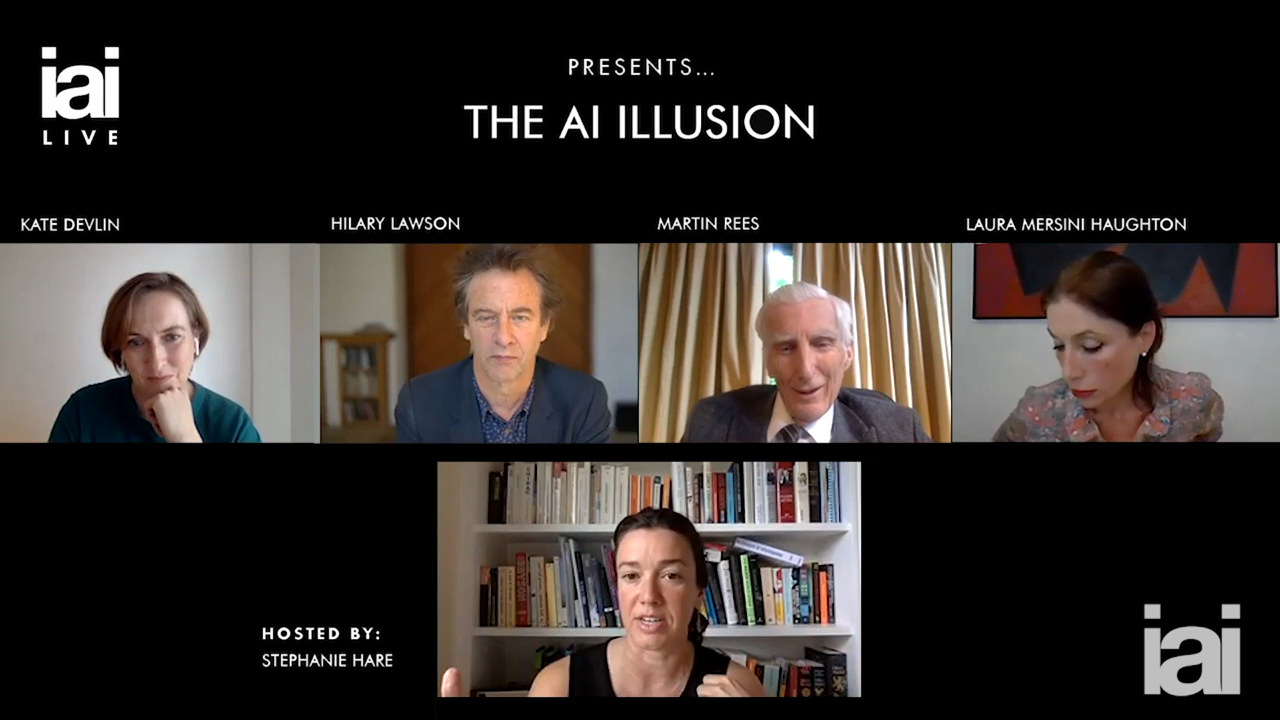 iai
LIVE
PRESENTS...
THE AI ILLUSION
KATE DEVLIN
HILARY LAWSON
MARTIN REES
LAURA MERSINI HAUGHTON
HOSTED BY:
STEPHANIE HARE
iai